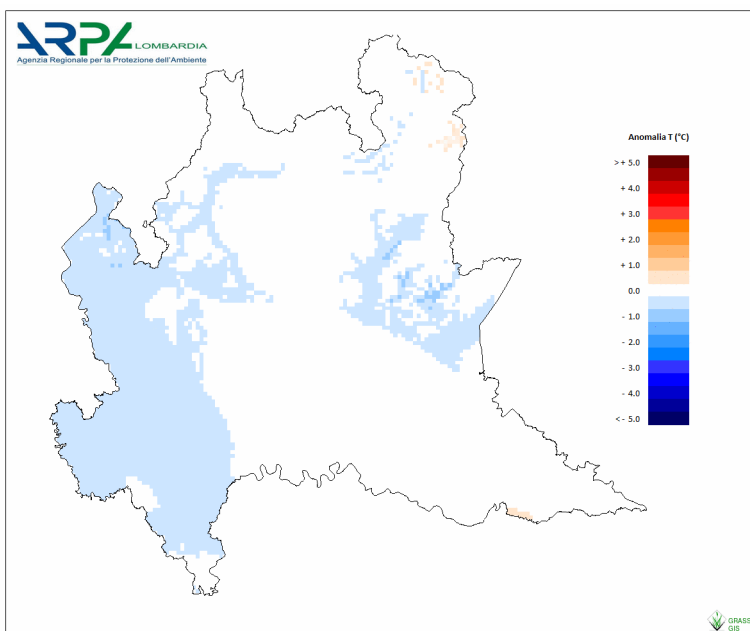 ARPA LOMBARDIA
Agenzia Regionale per la Protezione dell'Ambiente
Anomalia T (°C)
> + 5.0
+ 4.0
+ 3.0
+ 2.0
+ 1.0
0.0
- 1.0
- 2.0
- 3.0
- 4.0
< - 5.0
GRASS
GIS